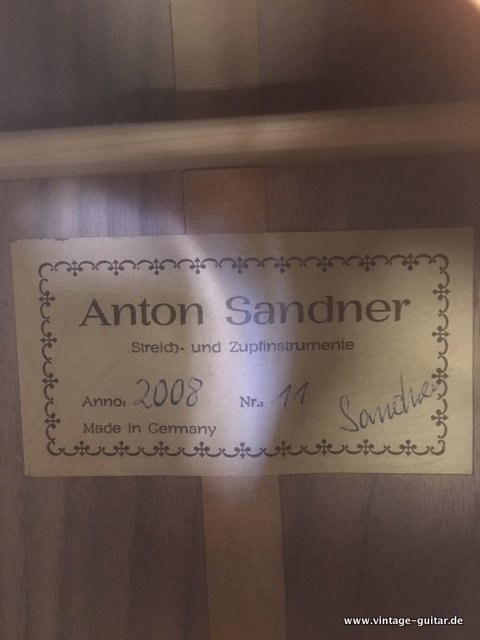 Anton Sandner
Streich- und Zupfinstrumente
Anno: 2008 Nr.: 11
Sandner
Made in Germany
www.vintage-guitar.de